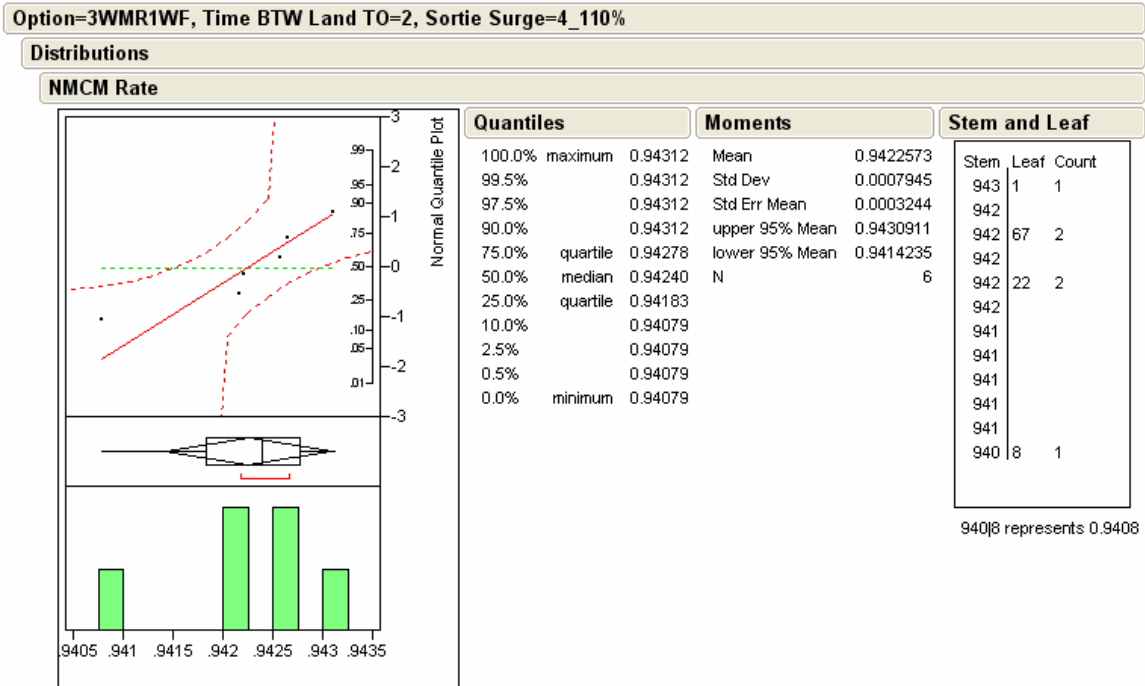 Option=3WMR1WF, Time BTW Land TO=2, Sortie Surge=4_110%
Distributions
NMCM Rate
.99
.95
.90
.75
.50
.25
.10
.05
.01
3
2
1
0
-1
-2
-3
Normal Quantile Plot
.9405 .941 .9415 .942 .9425 .943 .9435
Quantiles
100.0% maximum 0.94312
99.5% 0.94312
97.5% 0.94312
90.0% 0.94312
75.0% quartile 0.94278
50.0% median 0.94240
25.0% quartile 0.94183
10.0% 0.94079
2.5% 0.94079
0.5% 0.94079
0.0% minimum 0.94079
Moments
Mean 0.9422573
Std Dev 0.0007945
Std Err Mean 0.0003244
upper 95% Mean 0.9430911
lower 95% Mean 0.9414235
N 6
Stem and Leaf
Stem Leaf Count
943 1 1
942
942 67 2
942
942 22 2
942
941
941
941
941
941
940 8 1
940|8 represents 0.9408